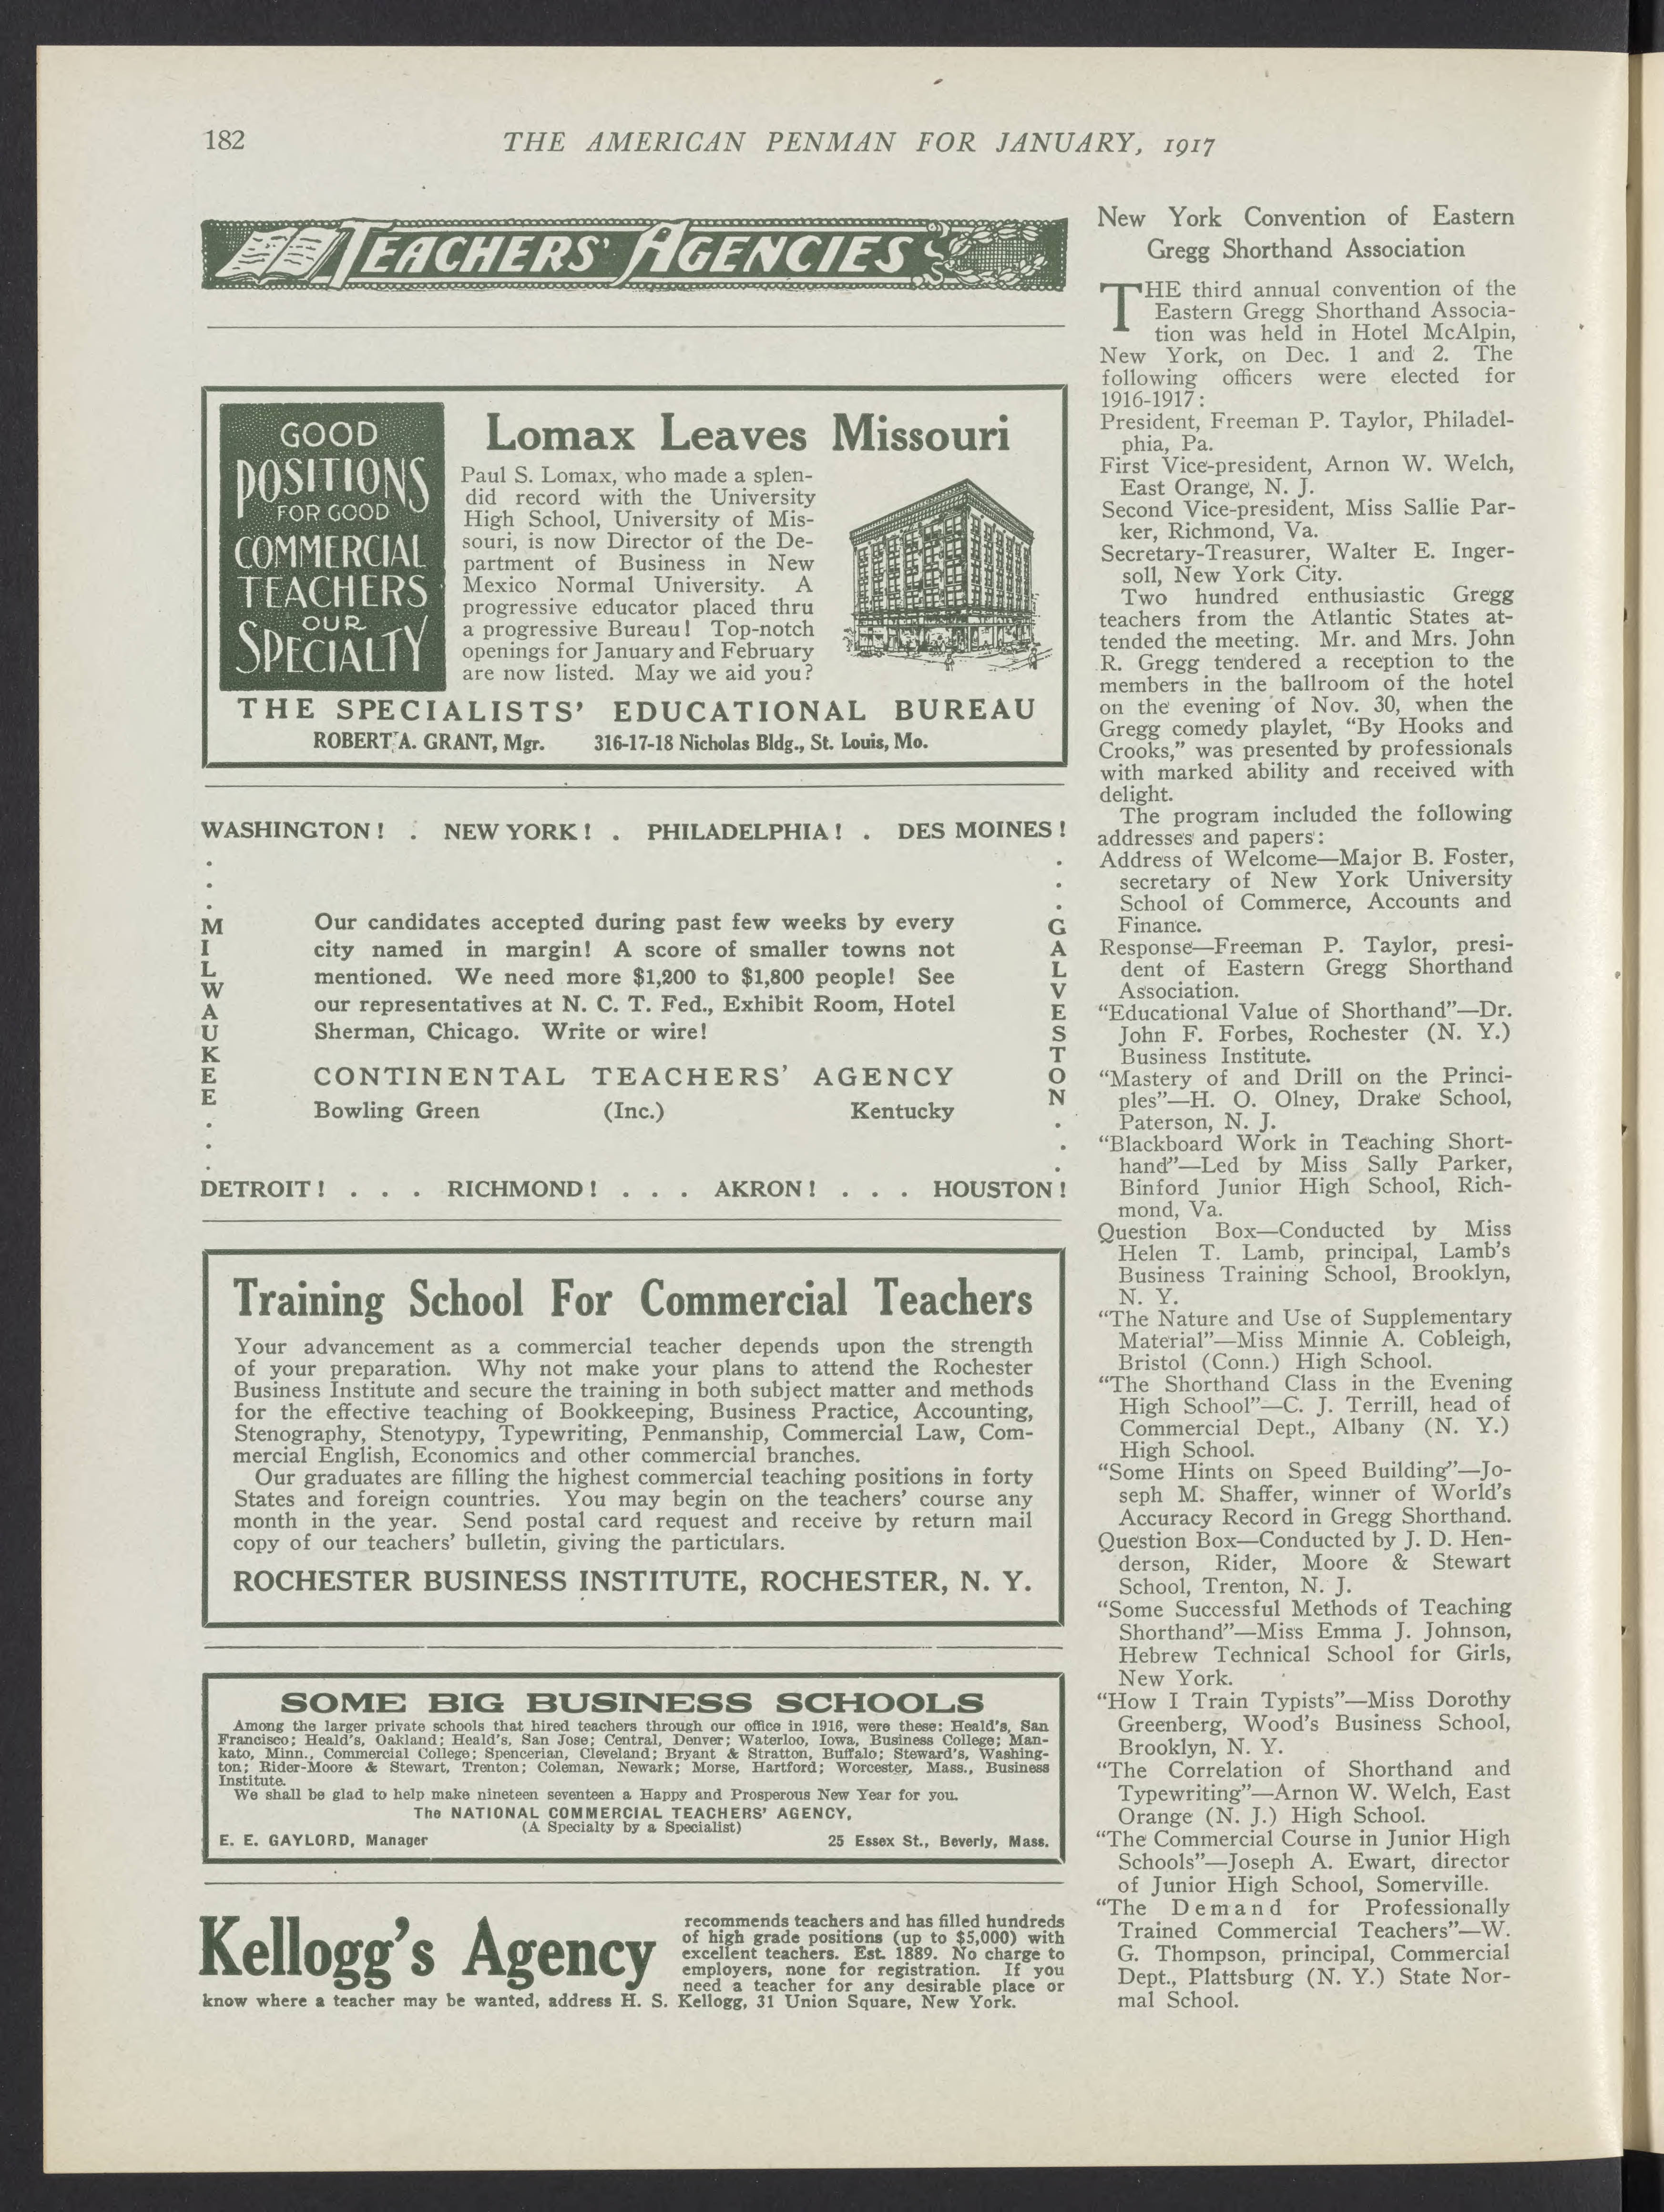 182
THE AMERICAN PENMAN FOR JANUARY, 1917
TEACHERS' AGENCIES
GOOD
POSITIONS
FOR GOOD
COMMERCIAL
TEACHERS
OUR
SPECIALTY
Lomax Leaves Missouri
Paul S. Lomax, who made a splen-
did record with the University
High School, University of Mis-
souri, is now Director of the De-
partment of Business in New
Mexico Normal University. A
progressive educator placed thru
a progressive Bureau! Top-notch
openings for January and February
are now listed. May we aid you?
THE SPECIALISTS' EDUCATIONAL BUREAU
ROBERT A. GRANT, Mgr. 316-17-18 Nicholas Bldg., St. Louis, Mo.
WASHINGTON! . NEW YORK! . PHILADELPHIA! . DES MOINES!
MILWAUKEE
Our candidates accepted during past few weeks by every
city named in margin! A score of smaller towns not
mentioned. We need more $1,200 to $1,800 people! See
our representatives at N. C. T. Fed., Exhibit Room, Hotel
Sherman, Chicago. Write or wire!
CONTINENTAL TEACHERS' AGENCY
Bowling Green (Inc.) Kentucky
GALVESTON
DETROIT! . . . RICHMOND! . . . AKRON! . . . HOUSTON!
Training School For Commercial Teachers
Your advancement as a commercial teacher depends upon the strength
of your preparation. Why not make your plans to attend the Rochester
Business Institute and secure the training in both subject matter and methods
for the effective teaching of Bookkeeping, Business Practice, Accounting,
Stenography, Stenotypy, Typewriting, Penmanship, Commercial Law, Com-
mercial English, Economics and other commercial branches.
Our graduates are filling the highest commercial teaching positions in forty
States and foreign countries. You may begin on the teachers' course any
month in the year. Send postal card request and receive by return mail
copy of our teachers' bulletin, giving the particulars.
ROCHESTER BUSINESS INSTITUTE, ROCHESTER, N. Y.
SOME BIG BUSINESS SCHOOLS
Among the larger private schools that hired teachers through our office in 1916, were these: Heald's, San
Francisco; Heald's, Oakland; Heald's, San Jose; Central, Denver; Waterloo, Iowa, Business College; Man-
kato, Minn., Commercial College; Spencerian, Cleveland; Bryant & Stratton, Buffalo; Steward's, Washing-
ton; Rider-Moore & Stewart, Trenton; Coleman, Newark; Morse, Hartford; Worcester, Mass., Business
Institute.
We shall be glad to help make nineteen seventeen a Happy and Prosperous New Year for you.
The NATIONAL COMMERCIAL TEACHERS' AGENCY,
(A Specialty by a Specialist)
E. E. GAYLORD, Manager 25 Essex St., Beverly, Mass.
Kellogg's Agency
recommends teachers and has filled hundreds
of high grade positions (up to $5,000) with
excellent teachers. Est. 1889. No charge to
employers, none for registration. If you
need a teacher for any desirable place or
know where a teacher may be wanted, address H. S. Kellogg, 31 Union Square, New York.
New York Convention of Eastern
Gregg Shorthand Association
THE third annual convention of the
Eastern Gregg Shorthand Associa-
tion was held in Hotel McAlpin,
New York, on Dec. 1 and 2. The
following officers were elected for
1916-1917:
President, Freeman P. Taylor, Philadel-
phia, Pa.
First Vice-president, Arnon W. Welch,
East Orange, N. J.
Second Vice-president, Miss Sallie Par-
ker, Richmond, Va.
Secretary-Treasurer, Walter E. Inger-
soll, New York City.
Two hundred enthusiastic Gregg
teachers from the Atlantic States at-
tended the meeting. Mr. and Mrs. John
R. Gregg tendered a reception to the
members in the ballroom of the hotel
on the evening of Nov. 30, when the
Gregg comedy playlet, "By Hooks and
Crooks," was presented by professionals
with marked ability and received with
delight.
The program included the following
addresses and papers:
Address of Welcome—Major B. Foster,
secretary of New York University
School of Commerce, Accounts and
Finance.
Response—Freeman P. Taylor, presi-
dent of Eastern Gregg Shorthand
Association.
"Educational Value of Shorthand"—Dr.
John F. Forbes, Rochester (N. Y.)
Business Institute.
"Mastery of and Drill on the Princi-
ples"—H. O. Olney, Drake School,
Paterson, N. J.
"Blackboard Work in Teaching Short-
hand"—Led by Miss Sally Parker,
Binford Junior High School, Rich-
mond, Va.
Question Box—Conducted by Miss
Helen T. Lamb, principal, Lamb's
Business Training School, Brooklyn,
N. Y.
"The Nature and Use of Supplementary
Material"—Miss Minnie A. Cobleigh,
Bristol (Conn.) High School.
"The Shorthand Class in the Evening
High School"—C. J. Terrill, head of
Commercial Dept., Albany (N. Y.)
High School.
"Some Hints on Speed Building"—Jo-
seph M. Shaffer, winner of World's
Accuracy Record in Gregg Shorthand.
Question Box—Conducted by J. D. Hen-
derson, Rider, Moore & Stewart
School, Trenton, N. J.
"Some Successful Methods of Teaching
Shorthand"—Miss Emma J. Johnson,
Hebrew Technical School for Girls,
New York.
"How I Train Typists"—Miss Dorothy
Greenberg, Wood's Business School,
Brooklyn, N. Y.
"The Correlation of Shorthand and
Typewriting"—Arnon W. Welch, East
Orange (N. J.) High School.
"The Commercial Course in Junior High
Schools"—Joseph A. Ewart, director
of Junior High School, Somerville.
"The Demand for Professionally
Trained Commercial Teachers"—W.
G. Thompson, principal, Commercial
Dept., Plattsburg (N. Y.) State Nor-
mal School.